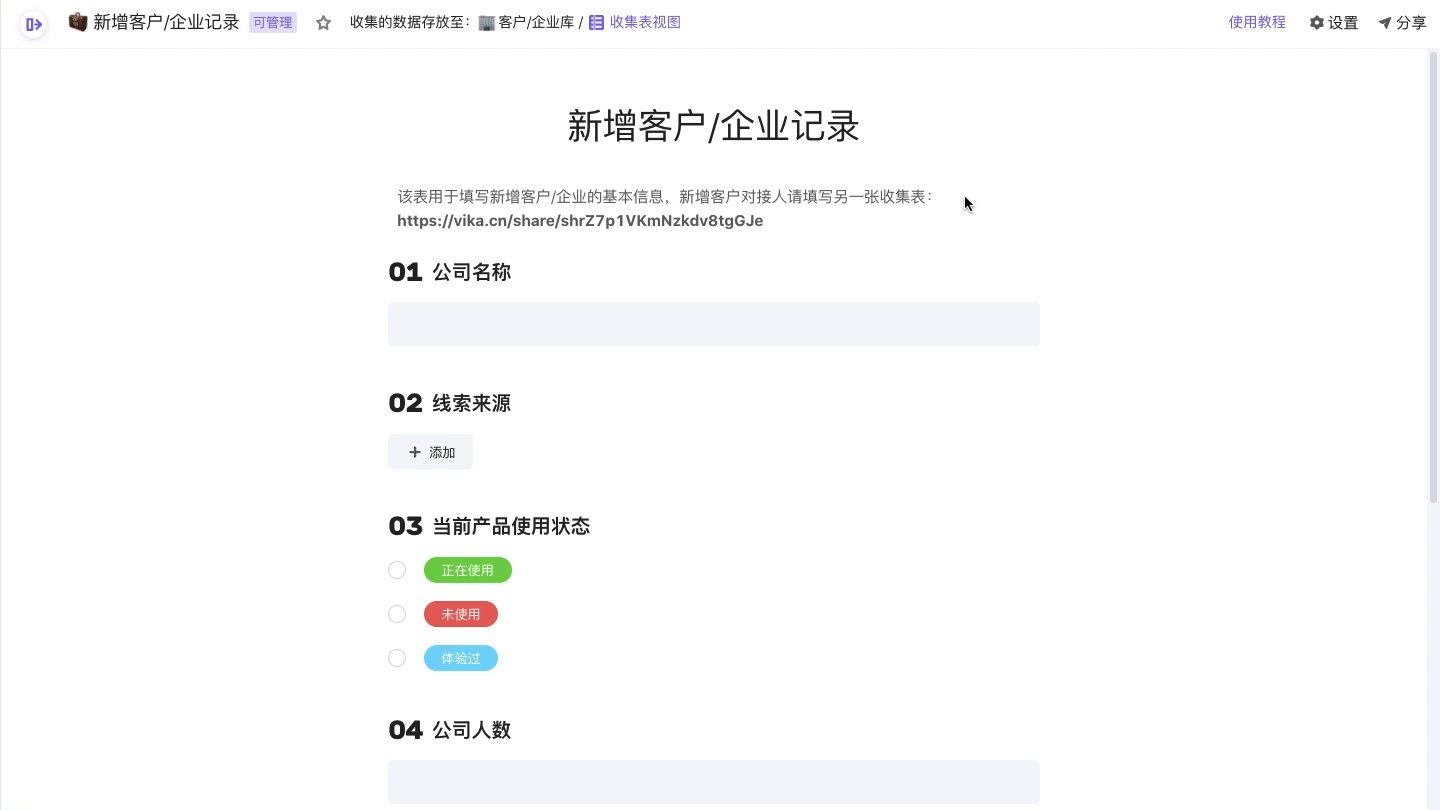 新增客户/企业记录 可管理 收集的数据存放至：客户/企业库 / 收集表视图 使用教程 设置 分享
新增客户/企业记录
该表用于填写新增客户/企业的基本信息，新增客户对接人请填写另一张收集表：
https://vika.cn/share/shrZ7p1VKmNzkdv8tgGJe
01 公司名称
02 线索来源
添加
03 当前产品使用状态
正在使用
未使用
体验过
04 公司人数